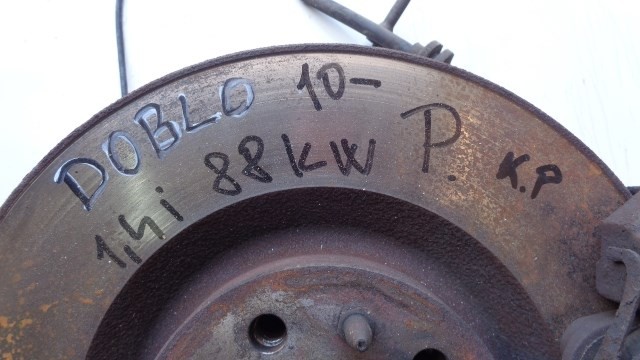 DOBLO 10-
1,4i 88KW P. K.P